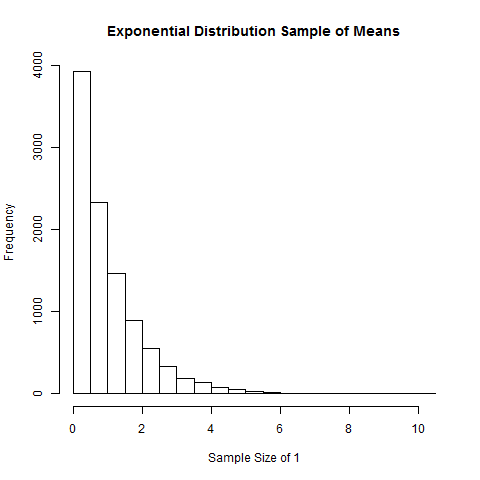 Exponential Distribution Sample of Means
Frequency
4000
3000
2000
1000
0
0 2 4 6 8 10
Sample Size of 1